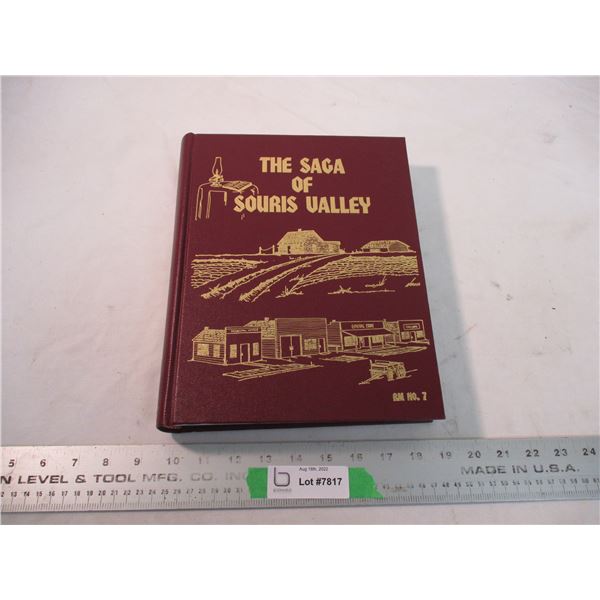 THE SAGA
OF
SOURIS VALLEY
GENERAL STORE
RM NO. 7
5 6 7 8 9 10 11 12 13 14 15 16 17 18 19 20 21 22 23 24
N LEVEL & TOOL MFG. CO. INC.
MADE IN U.S.A.
Aug 19th, 2022
Lot #7817